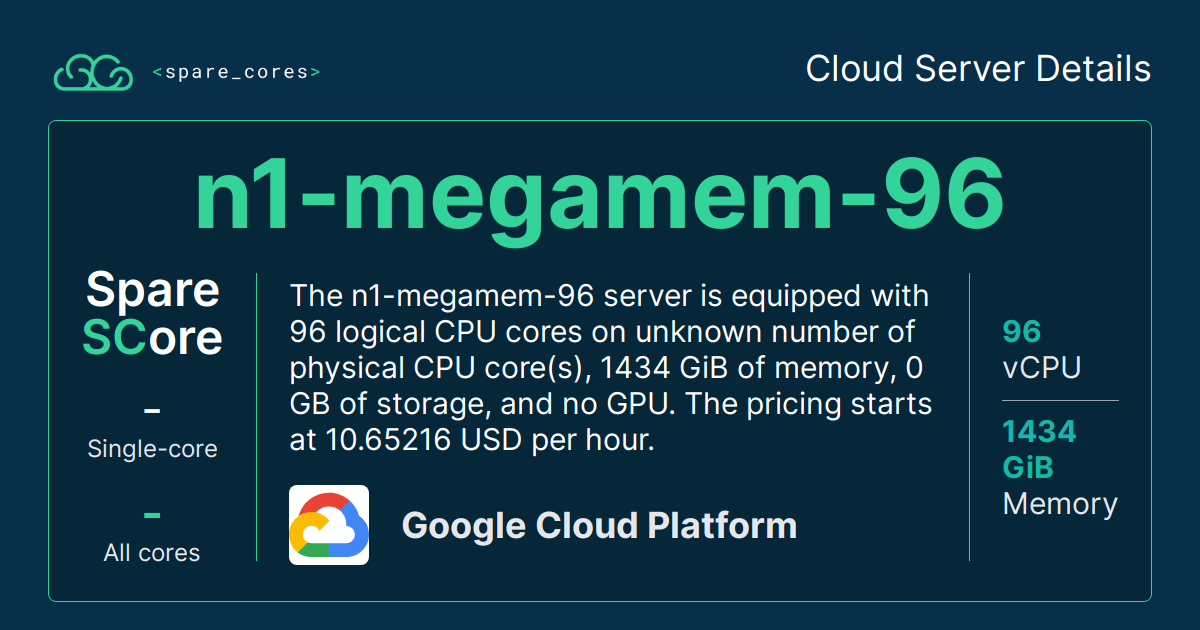 <spare_cores>
Cloud Server Details
n1-megamem-96
Spare
SCore
–
Single-core
–
All cores
The n1-megamem-96 server is equipped with
96 logical CPU cores on unknown number of
physical CPU core(s), 1434 GiB of memory, 0
GB of storage, and no GPU. The pricing starts
at 10.65216 USD per hour.
Google Cloud Platform
96
vCPU
1434
GiB
Memory